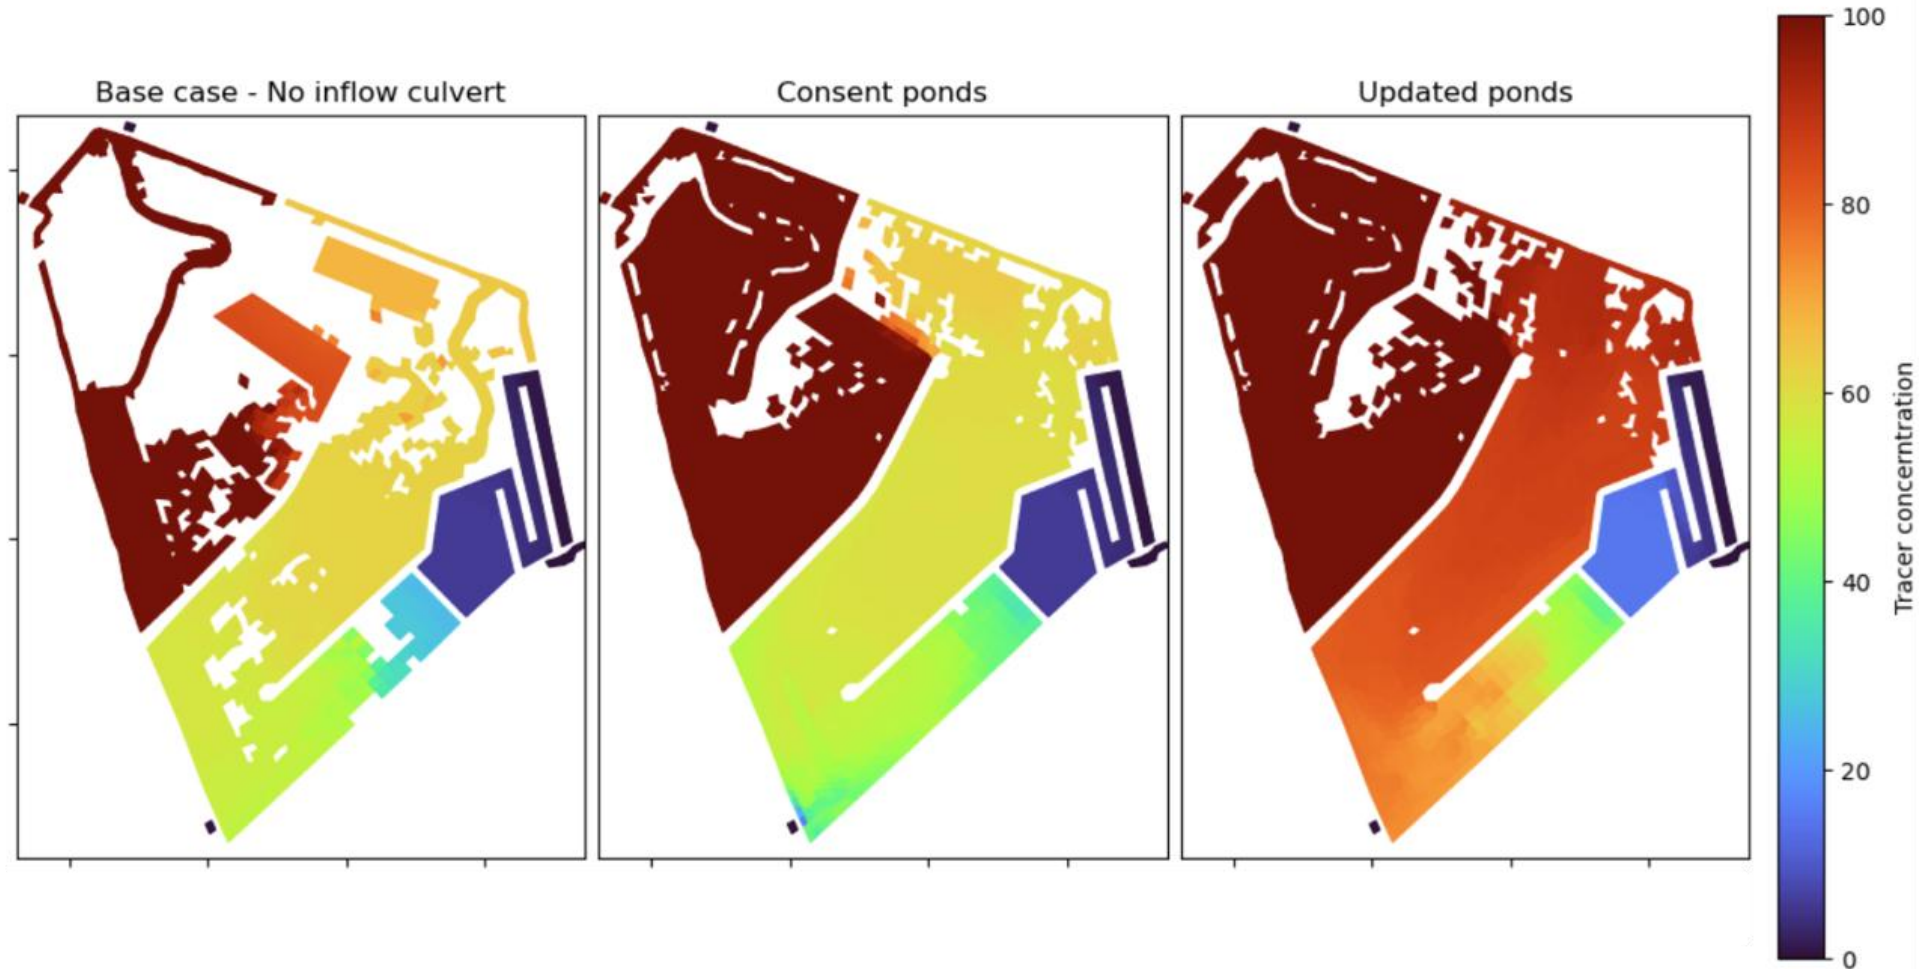 Base case - No inflow culvert
Consent ponds
Updated ponds
100
80
60
40
20
0
Tracer concerntration